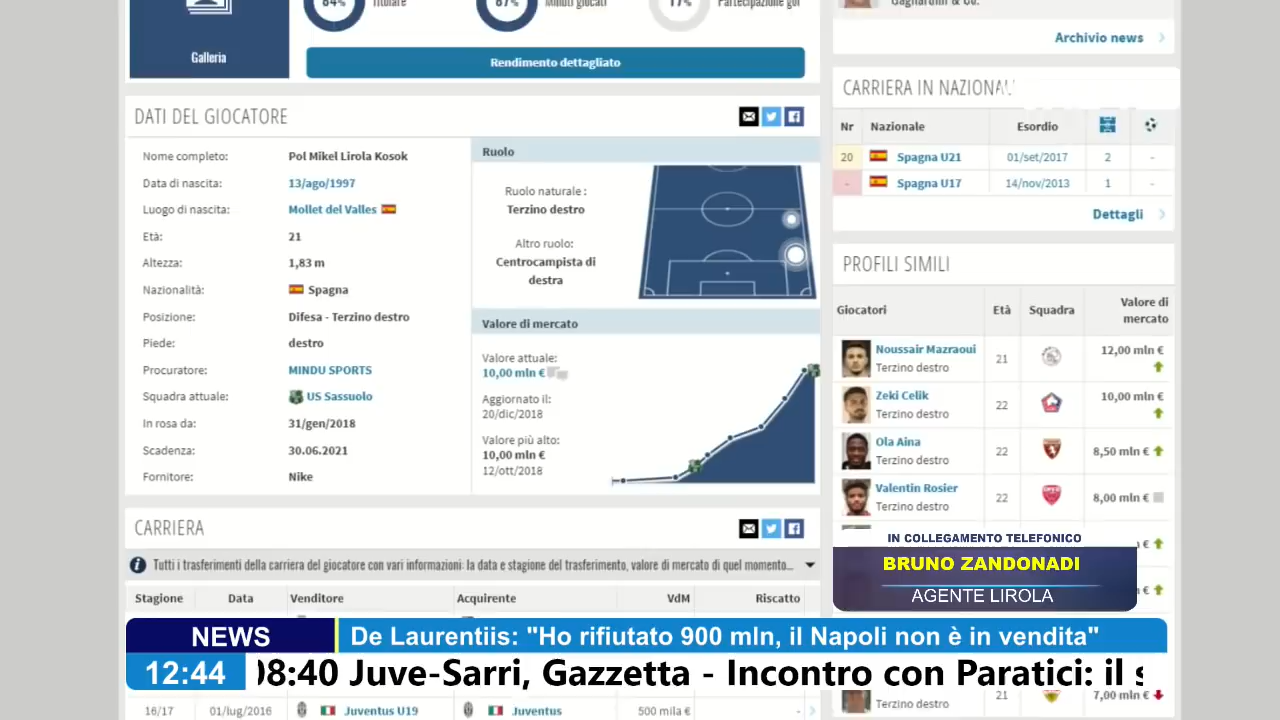 84%
Titolare
87%
Minuti giocati
17%
Partecipazione gol
Galleria
Rendimento dettagliato
Gagliardini & Co.
Archivio news
DATI DEL GIOCATORE
Nome completo: Pol Mikel Lirola Kosok
Data di nascita: 13/ago/1997
Luogo di nascita: Mollet del Valles
Età: 21
Altezza: 1,83 m
Nazionalità: Spagna
Posizione: Difesa - Terzino destro
Piede: destro
Procuratore: MINDU SPORTS
Squadra attuale: US Sassuolo
In rosa da: 31/gen/2018
Scadenza: 30.06.2021
Fornitore: Nike
Ruolo
Ruolo naturale :
Terzino destro
Altro ruolo:
Centrocampista di
destra
Valore di mercato
Valore attuale:
10,00 mln €
Aggiornato il:
20/dic/2018
Valore più alto:
10,00 mln €
12/ott/2018
CARRIERA IN NAZIONAL
Nr Nazionale Esordio
20 Spagna U21 01/set/2017 2 -
- Spagna U17 14/nov/2013 1 -
Dettagli
PROFILI SIMILI
Giocatori Età Squadra Valore di
mercato
Noussair Mazraoui
Terzino destro
21 12,00 mln €
Zeki Celik
Terzino destro
22 10,00 mln €
Ola Aina
Terzino destro
22 8,50 mln €
Valentin Rosier
Terzino destro
22 8,00 mln €
€
€
IN COLLEGAMENTO TELEFONICO
BRUNO ZANDONADI
AGENTE LIROLA
CARRIERA
Tutti i trasferimenti della carriera del giocatore con vari informazioni: la data e stagione del trasferimento, valore di mercato di quel momento...
Stagione Data Venditore Acquirente VdM Riscatto
NEWS De Laurentiis: "Ho rifiutato 900 mln, il Napoli non è in vendita"
12:44 08:40 Juve-Sarri, Gazzetta - Incontro con Paratici: il s
Terzino destro
21 7,00 mln €
16/17 01/lug/2016 Juventus U19 Juventus 500 mila € -